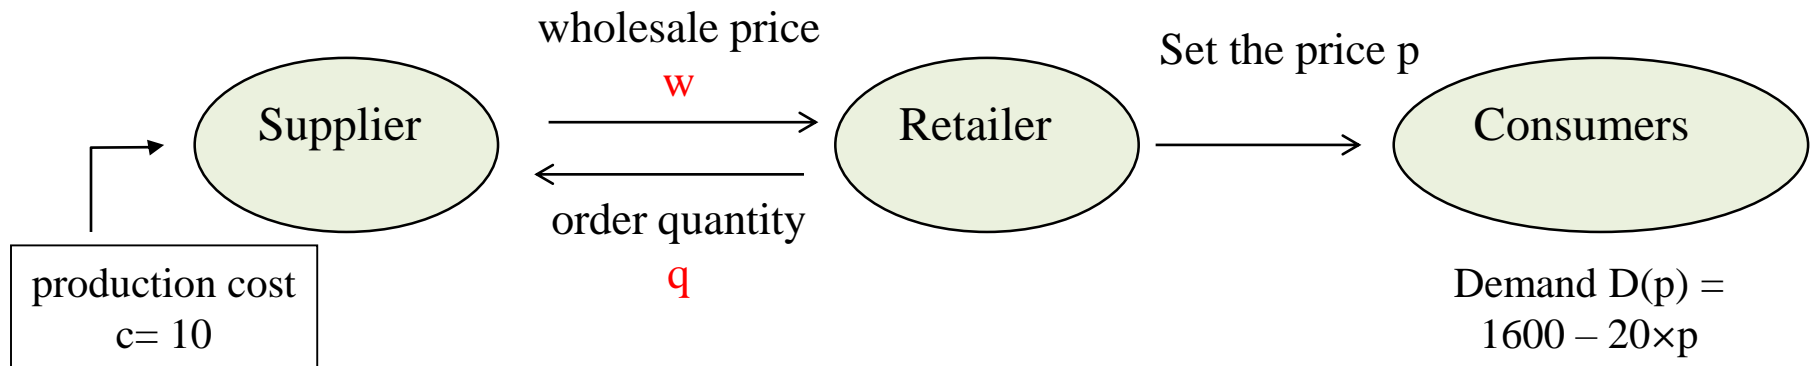 wholesale price
w
Set the price p
Supplier
Retailer
Consumers
order quantity
q
production cost
c= 10
Demand D(p) =
1600 – 20×p